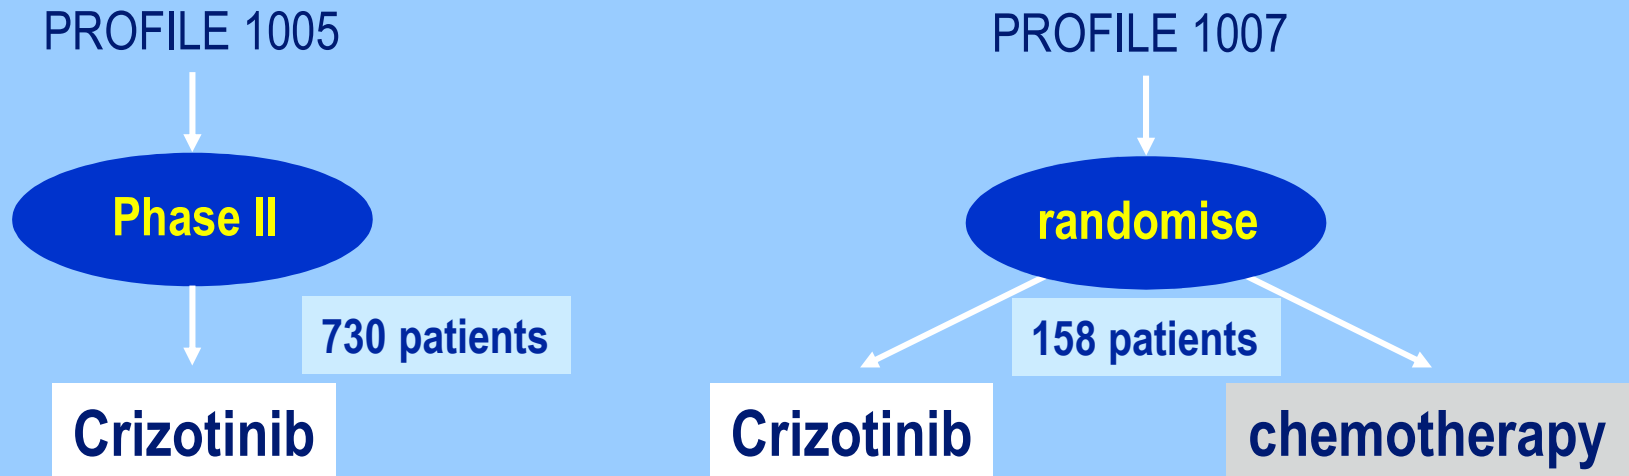 PROFILE 1005
Phase II
730 patients
Crizotinib
PROFILE 1007
randomise
158 patients
Crizotinib
chemotherapy